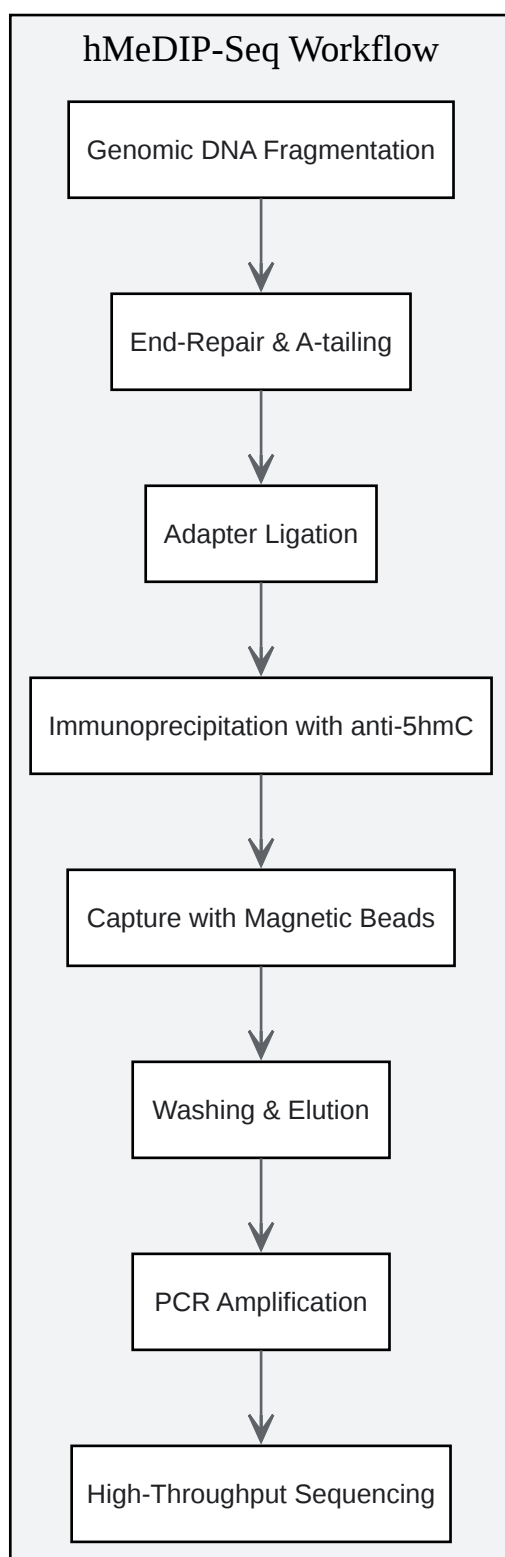 hMeDIP-Seq Workflow
Genomic DNA Fragmentation
End-Repair & A-tailing
Adapter Ligation
Immunoprecipitation with anti-5hmC
Capture with Magnetic Beads
Washing & Elution
PCR Amplification
High-Throughput Sequencing